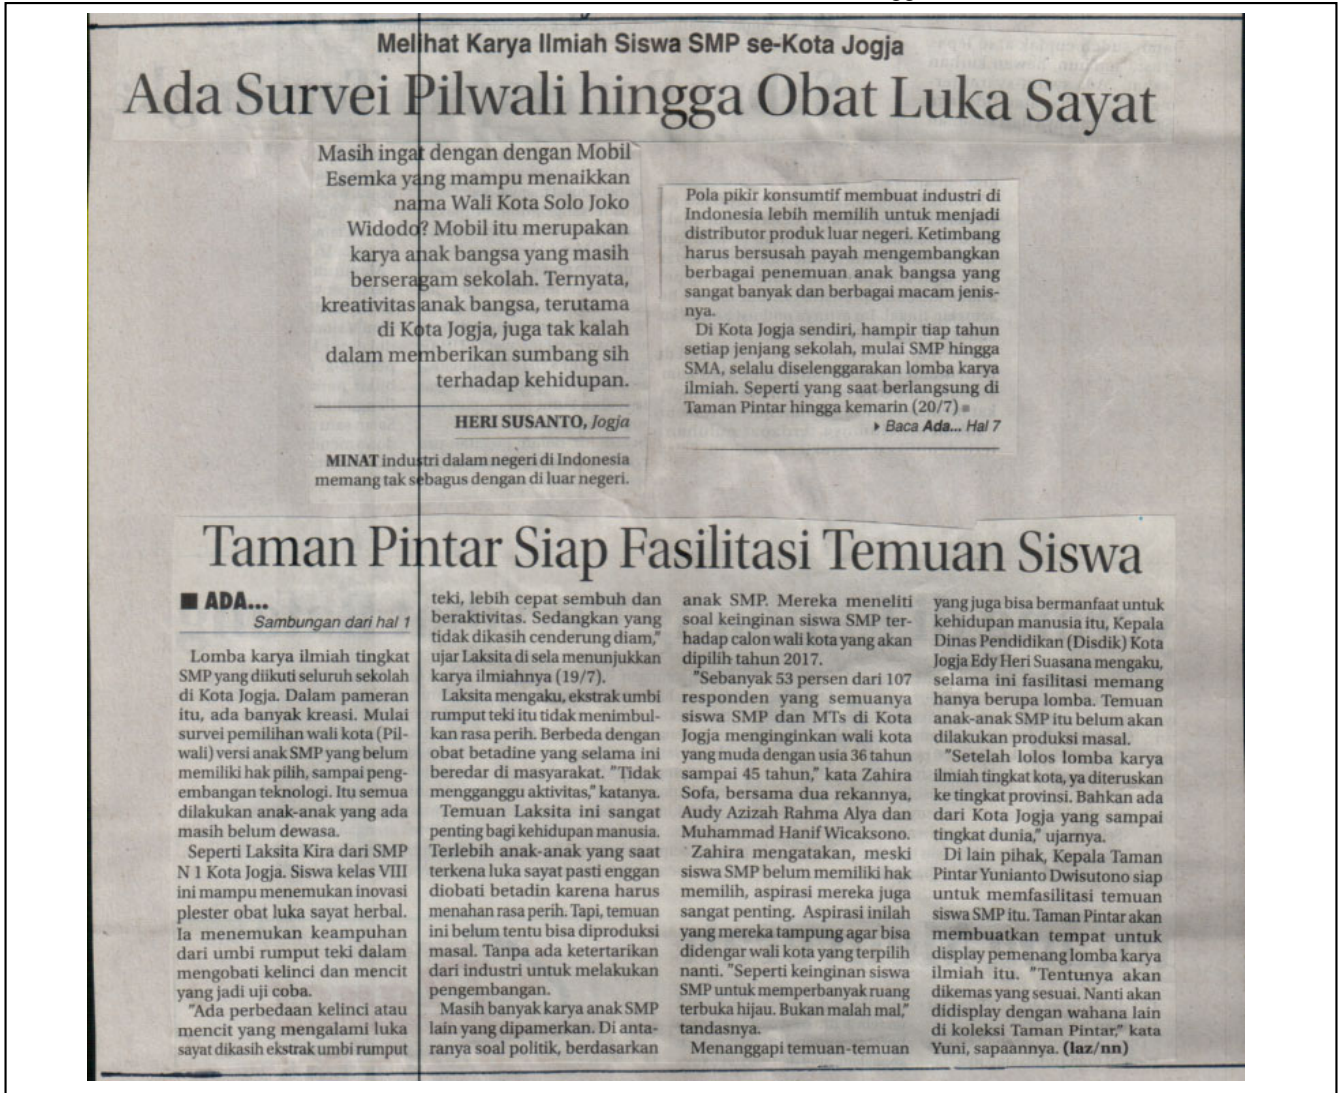 Melihat Karya Ilmiah Siswa SMP se-Kota Jogja
Ada Survei Pilwali hingga Obat Luka Sayat
Masih ingat dengan dengan Mobil
Esemka yang mampu menaikkan
nama Wali Kota Solo Joko
Widodo? Mobil itu merupakan
karya anak bangsa yang masih
berseragam sekolah. Ternyata,
kreativitas anak bangsa, terutama
di Kota Jogja, juga tak kalah
dalam memberikan sumbang sih
terhadap kehidupan.
HERI SUSANTO, Jogja
MINAT industri dalam negeri di Indonesia
memang tak sebagus dengan di luar negeri.
Pola pikir konsumtif membuat industri di
Indonesia lebih memilih untuk menjadi
distributor produk luar negeri. Ketimbang
harus bersusah payah mengembangkan
berbagai penemuan anak bangsa yang
sangat banyak dan berbagai macam jenis-
nya.
Di Kota Jogja sendiri, hampir tiap tahun
setiap jenjang sekolah, mulai SMP hingga
SMA, selalu diselenggarakan lomba karya
ilmiah. Seperti yang saat berlangsung di
Taman Pintar hingga kemarin (20/7) ■
▸ Baca Ada... Hal 7
Taman Pintar Siap Fasilitasi Temuan Siswa
■ ADA...
Sambungan dari hal 1
Lomba karya ilmiah tingkat
SMP yang diikuti seluruh sekolah
di Kota Jogja. Dalam pameran
itu, ada banyak kreasi. Mulai
survei pemilihan wali kota (Pil-
wali) versi anak SMP yang belum
memiliki hak pilih, sampai peng-
embangan teknologi. Itu semua
dilakukan anak-anak yang ada
masih belum dewasa.
Seperti Laksita Kira dari SMP
N 1 Kota Jogja. Siswa kelas VIII
ini mampu menemukan inovasi
plester obat luka sayat herbal.
Ia menemukan keampuhan
dari umbi rumput teki dalam
mengobati kelinci dan mencit
yang jadi uji coba.
"Ada perbedaan kelinci atau
mencit yang mengalami luka
sayat dikasih ekstrak umbi rumput
teki, lebih cepat sembuh dan
beraktivitas. Sedangkan yang
tidak dikasih cenderung diam,"
ujar Laksita di sela menunjukkan
karya ilmiahnya (19/7).
Laksita mengaku, ekstrak umbi
rumput teki itu tidak menimbul-
kan rasa perih. Berbeda dengan
obat betadine yang selama ini
beredar di masyarakat. "Tidak
mengganggu aktivitas," katanya.
Temuan Laksita ini sangat
penting bagi kehidupan manusia.
Terlebih anak-anak yang saat
terkena luka sayat pasti enggan
diobati betadin karena harus
menahan rasa perih. Tapi, temuan
ini belum tentu bisa diproduksi
masal. Tanpa ada ketertarikan
dari industri untuk melakukan
pengembangan.
Masih banyak karya anak SMP
lain yang dipamerkan. Di anta-
ranya soal politik, berdasarkan
anak SMP. Mereka meneliti
soal keinginan siswa SMP ter-
hadap calon wali kota yang akan
dipilih tahun 2017.
"Sebanyak 53 persen dari 107
responden yang semuanya
siswa SMP dan MTs di Kota
Jogja menginginkan wali kota
yang muda dengan usia 36 tahun
sampai 45 tahun," kata Zahira
Sofa, bersama dua rekannya,
Audy Azizah Rahma Alya dan
Muhammad Hanif Wicaksono.
Zahira mengatakan, meski
siswa SMP belum memiliki hak
memilih, aspirasi mereka juga
sangat penting. Aspirasi inilah
yang mereka tampung agar bisa
didengar wali kota yang terpilih
nanti. "Seperti keinginan siswa
SMP untuk memperbanyak ruang
terbuka hijau. Bukan malah mal,"
tandasnya.
Menanggapi temuan-temuan
yang juga bisa bermanfaat untuk
kehidupan manusia itu, Kepala
Dinas Pendidikan (Disdik) Kota
Jogja Edy Heri Suasana mengaku,
selama ini fasilitasi memang
hanya berupa lomba. Temuan
anak-anak SMP itu belum akan
dilakukan produksi masal.
"Setelah lolos lomba karya
ilmiah tingkat kota, ya diteruskan
ke tingkat provinsi. Bahkan ada
dari Kota Jogja yang sampai
tingkat dunia," ujarnya.
Di lain pihak, Kepala Taman
Pintar Yunianto Dwisutono siap
untuk memfasilitasi temuan
siswa SMP itu. Taman Pintar akan
membuatkan tempat untuk
display pemenang lomba karya
ilmiah itu. "Tentunya akan
dikemas yang sesuai. Nanti akan
didisplay dengan wahana lain
di koleksi Taman Pintar," kata
Yuni, sapaannya. (laz/nn)